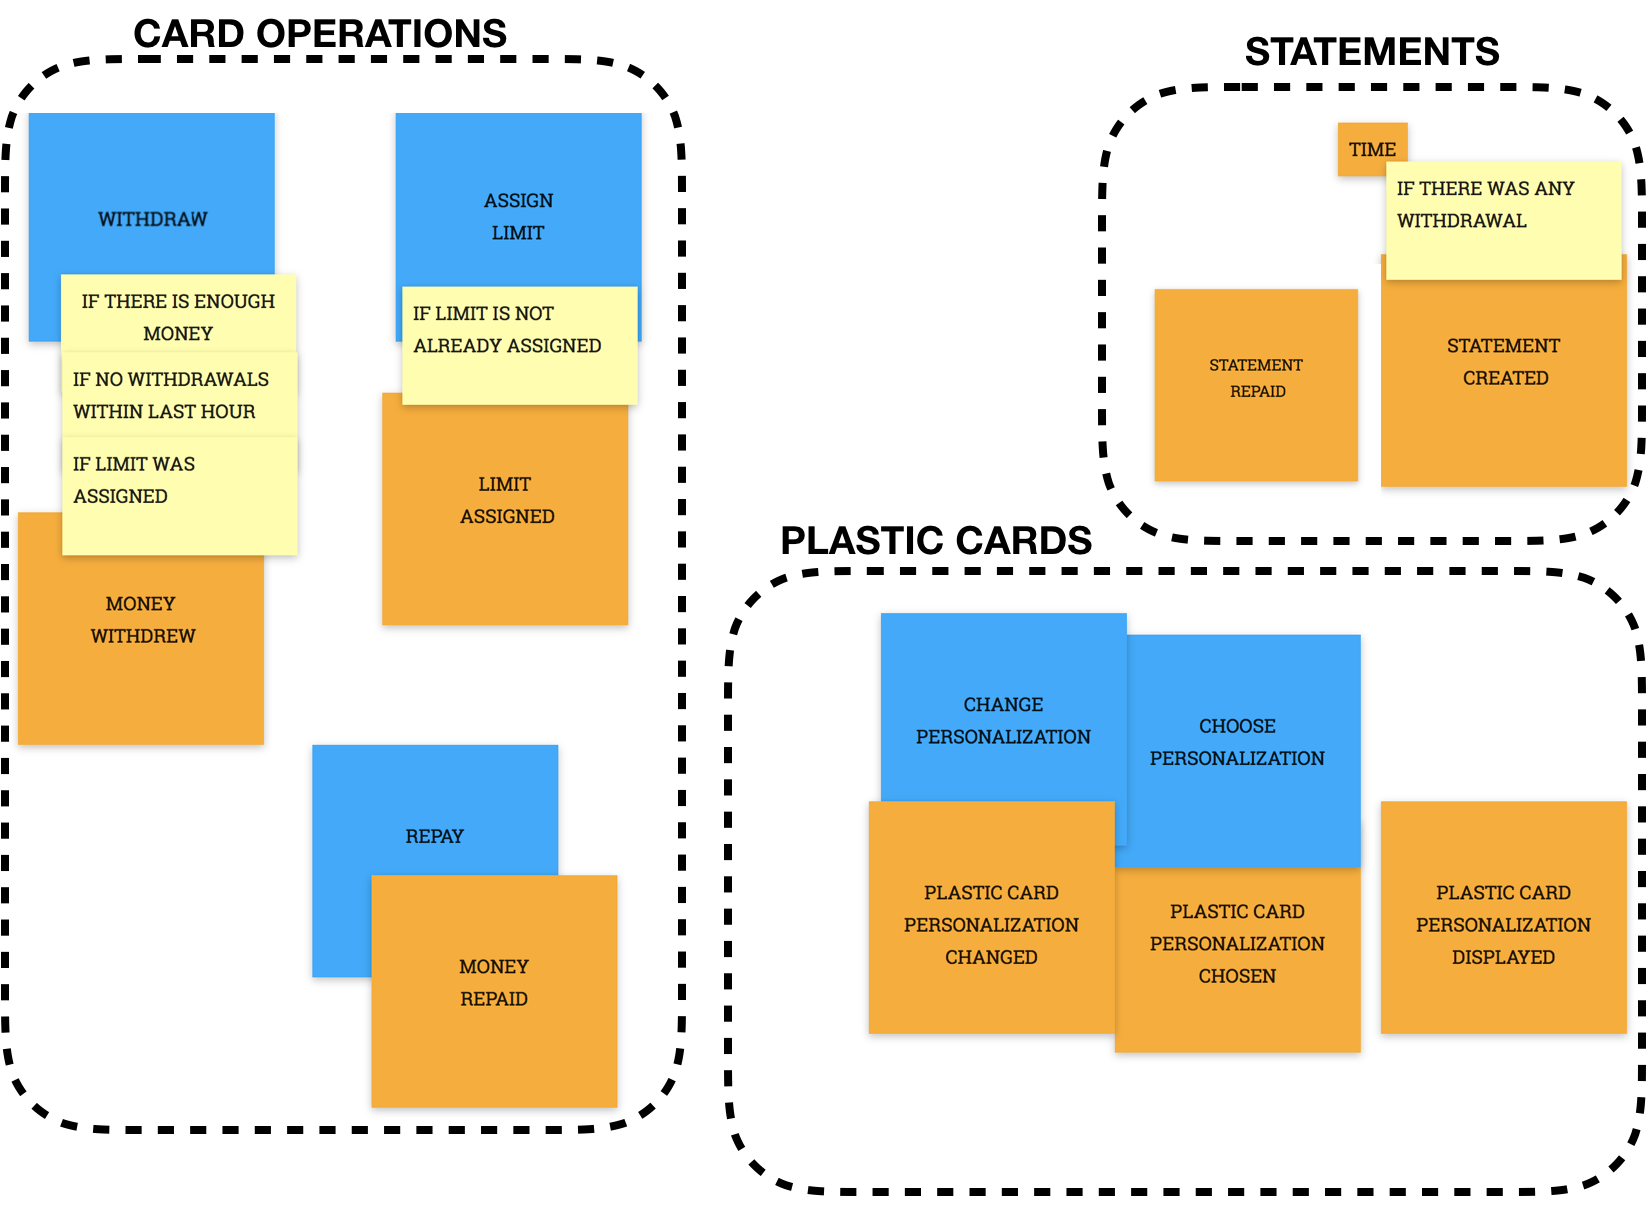 CARD OPERATIONS
WITHDRAW
IF THERE IS ENOUGH
MONEY
IF NO WITHDRAWALS
WITHIN LAST HOUR
IF LIMIT WAS
ASSIGNED
MONEY
WITHDREW
ASSIGN
LIMIT
IF LIMIT IS NOT
ALREADY ASSIGNED
LIMIT
ASSIGNED
REPAY
MONEY
REPAID
STATEMENTS
TIME
IF THERE WAS ANY
WITHDRAWAL
STATEMENT
REPAID
STATEMENT
CREATED
PLASTIC CARDS
CHANGE
PERSONALIZATION
CHOOSE
PERSONALIZATION
PLASTIC CARD
PERSONALIZATION
CHANGED
PLASTIC CARD
PERSONALIZATION
CHOSEN
PLASTIC CARD
PERSONALIZATION
DISPLAYED